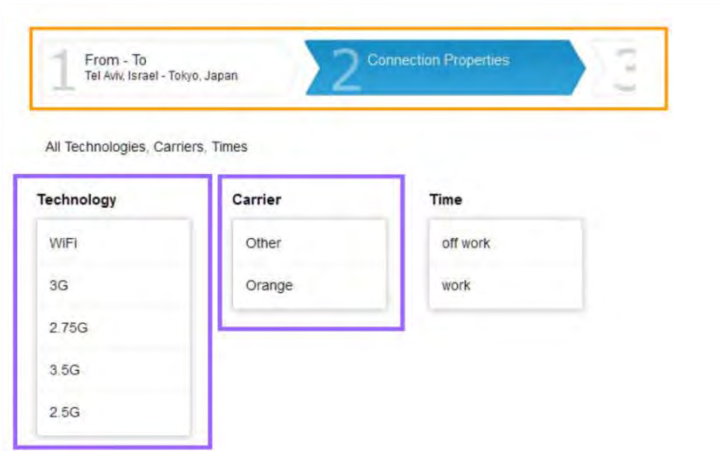 1
From - To
Tel Aviv, Israel - Tokyo, Japan
2
Connection Properties
3
All Technologies, Carriers, Times
Technology
WiFi
3G
2.75G
3.5G
2.5G
Carrier
Other
Orange
Time
off work
work